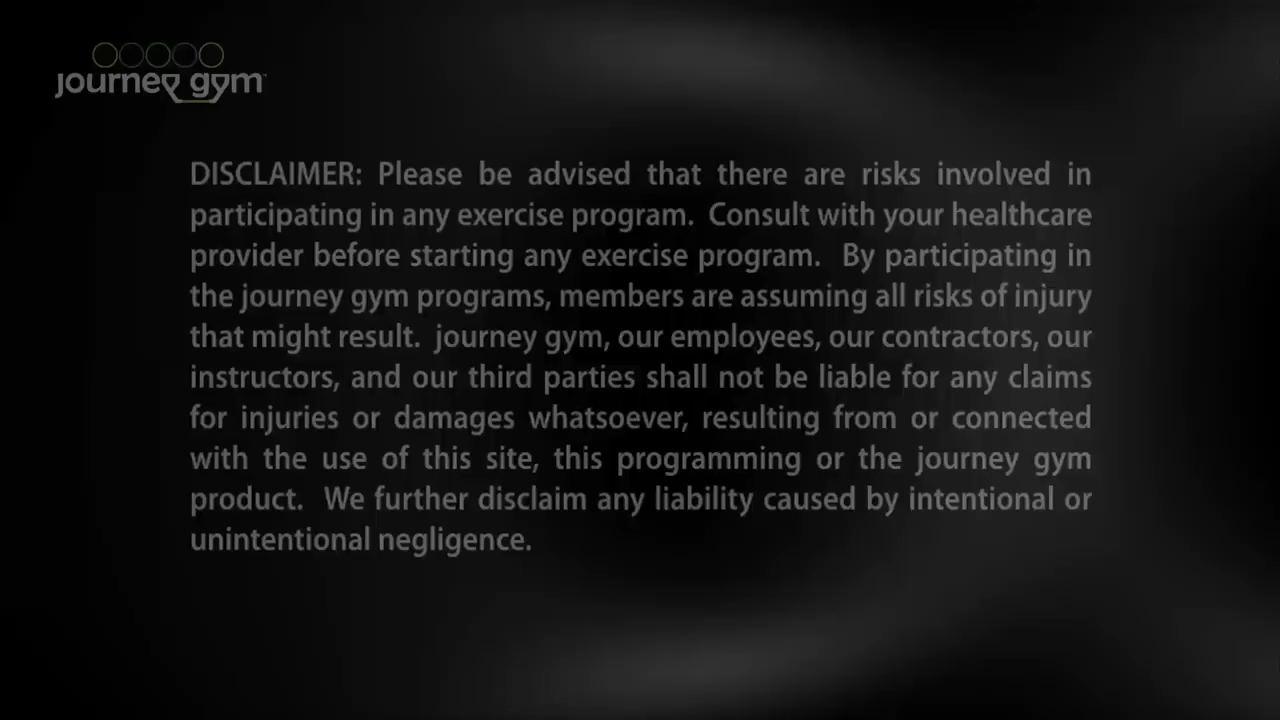 journey gym
DISCLAIMER: Please be advised that there are risks involved in
participating in any exercise program. Consult with your healthcare
provider before starting any exercise program. By participating in
the journey gym programs, members are assuming all risks of injury
that might result. journey gym, our employees, our contractors, our
instructors, and our third parties shall not be liable for any claims
for injuries or damages whatsoever, resulting from or connected
with the use of this site, this programming or the journey gym
product. We further disclaim any liability caused by intentional or
unintentional negligence.